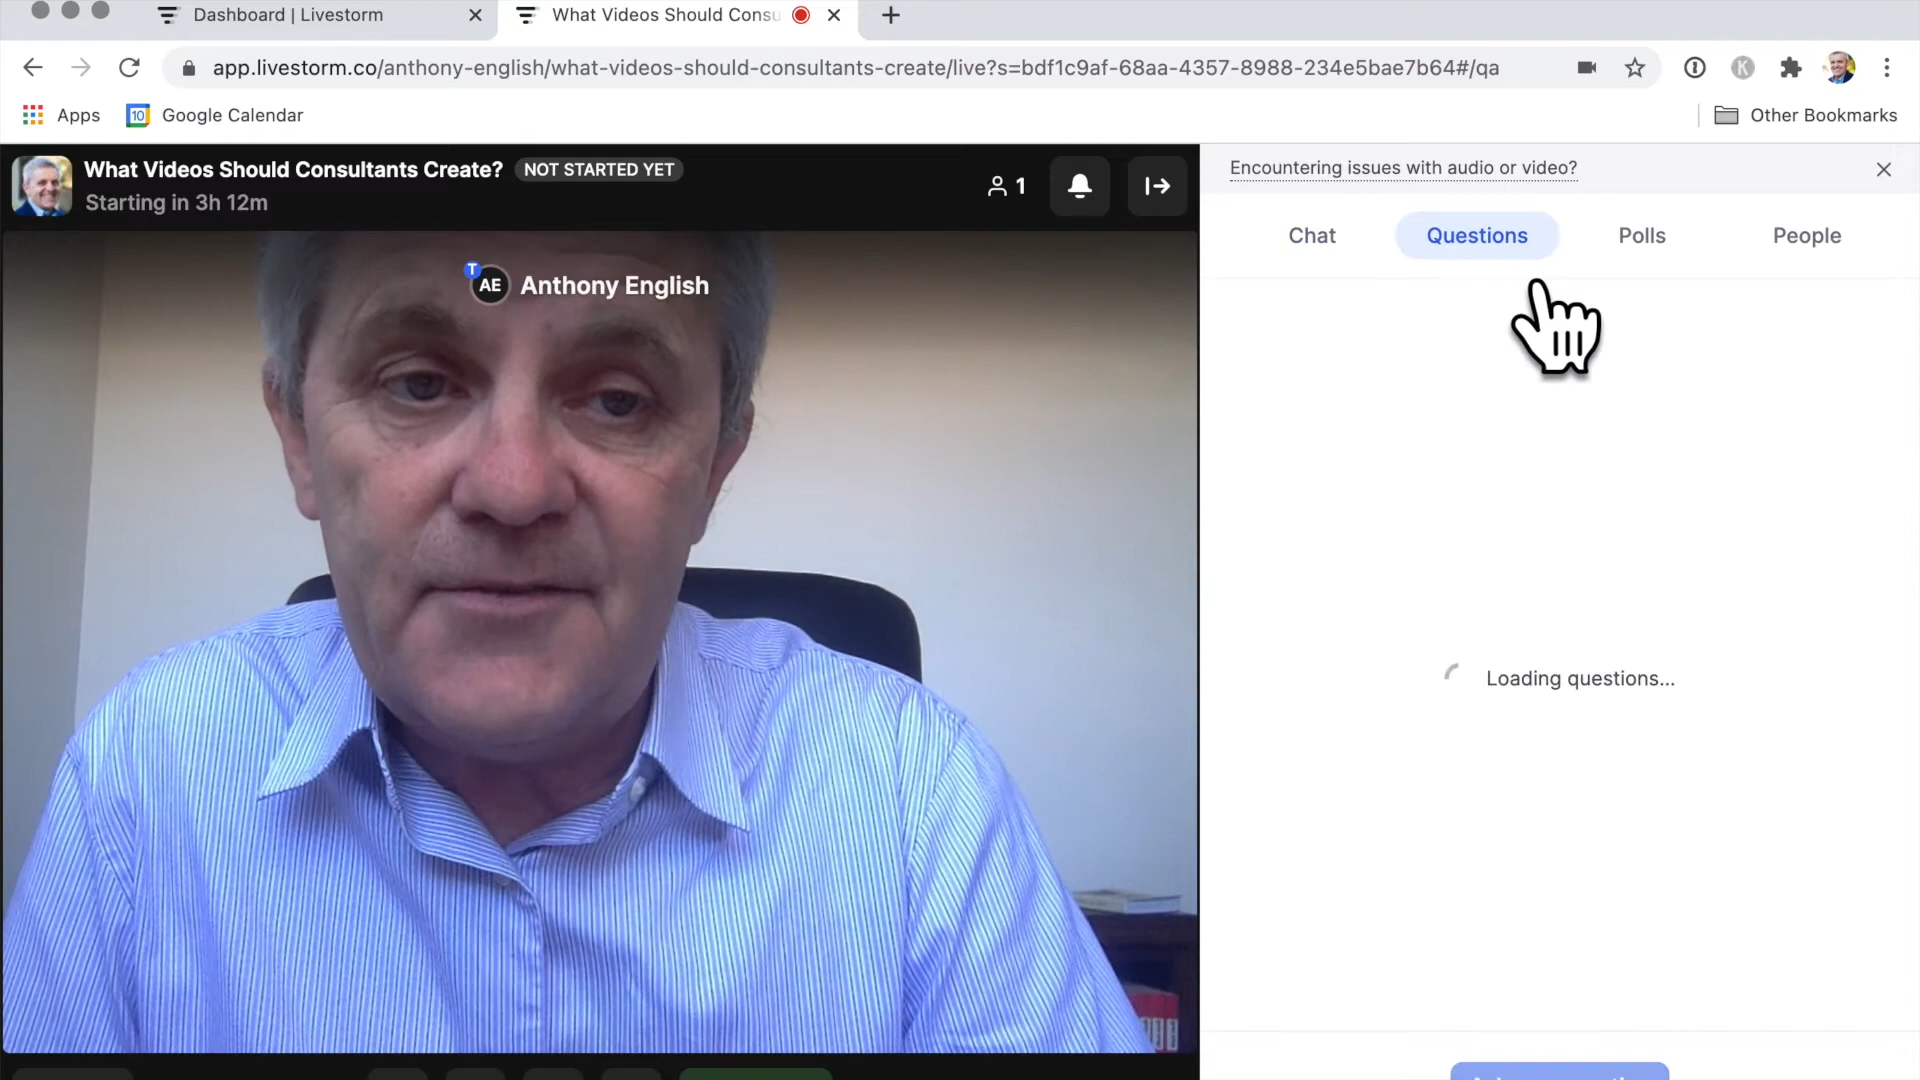 Dashboard | Livestorm
What Videos Should Consu
app.livestorm.co/anthony-english/what-videos-should-consultants-create/live?s=bdf1c9af-68aa-4357-8988-234e5bae7b64#/qa
Apps
10
Google Calendar
Other Bookmarks
What Videos Should Consultants Create?
NOT STARTED YET
Starting in 3h 12m
1
Encountering issues with audio or video?
Chat
Questions
Polls
People
T
AE
Anthony English
Loading questions...